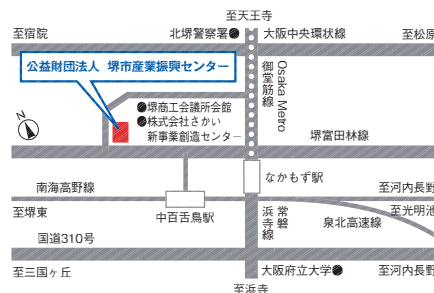 至天王寺
至宿院
北堺警察署
大阪中央環状線
至松原
公益財団法人 堺市産業振興センター
Osaka Metro
御堂筋線
N
堺商工会議所会館
株式会社さかい
新事業創造センター
堺富田林線
なかもず駅
南海高野線
至河内長野
至堺東
中百舌鳥駅
常磐
浜寺線
泉北高速線
至光明池
国道310号
至三国ヶ丘
大阪府立大学
至河内長野
至浜寺